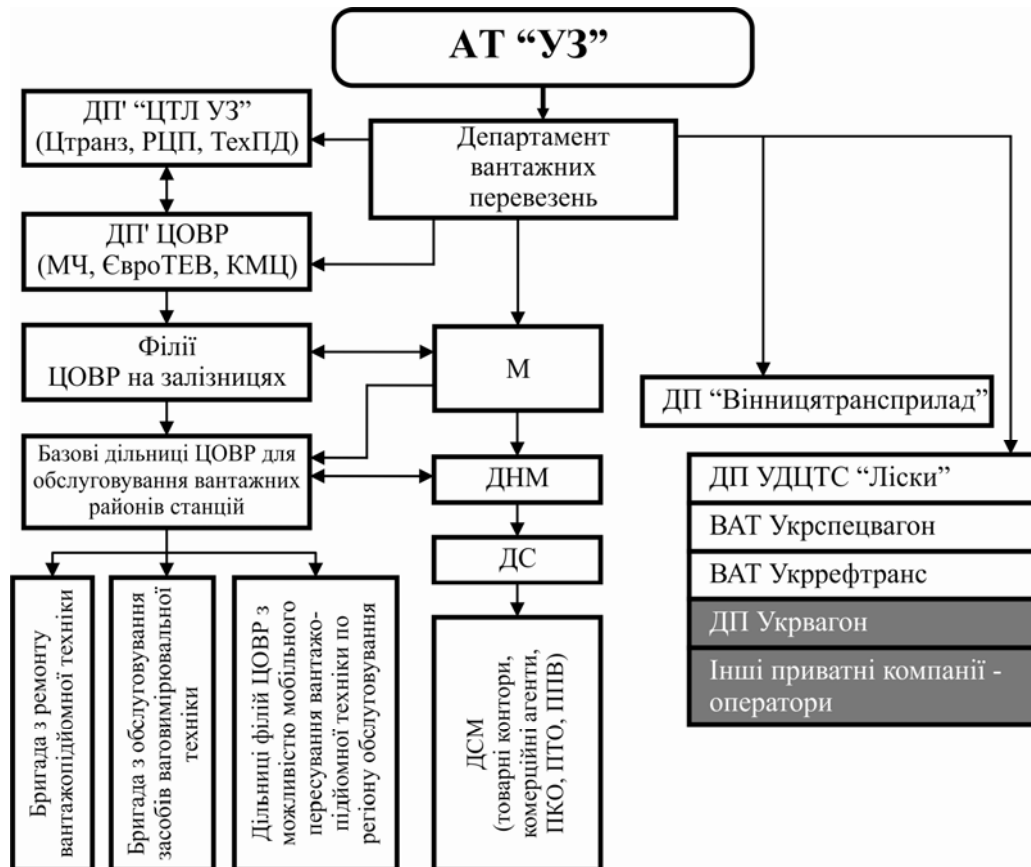 АТ “УЗ”
ДП' “ЦТЛ УЗ”
(Цтранз, РЦП, ТехПД)
Департамент
вантажних
перевезень
ДП' ЦОВР
(МЧ, ЄвроТЕВ, КМЦ)
Філії
ЦОВР на залізницях
М
ДП “Вінницятрансприлад”
Базові дільниці ЦОВР для
обслуговування вантажних
районів станцій
ДНМ
ДС
ДП УДЦТС “Ліски”
ВАТ Укрспецвагон
ВАТ Укррефтранс
ДП Укрвагон
Інші приватні компанії -
оператори
Бригада з ремонту
вантажопідйомної техніки
Бригада з обслуговування
засобів ваговимірювальної
техніки
Дільниці філій ЦОВР з
можливістю мобільного
пересування вантажо-
підйомної техніки по
регіону обслуговування
ДСМ
(товарні контори,
комерційні агенти,
ПКО, ПТО, ППВ)